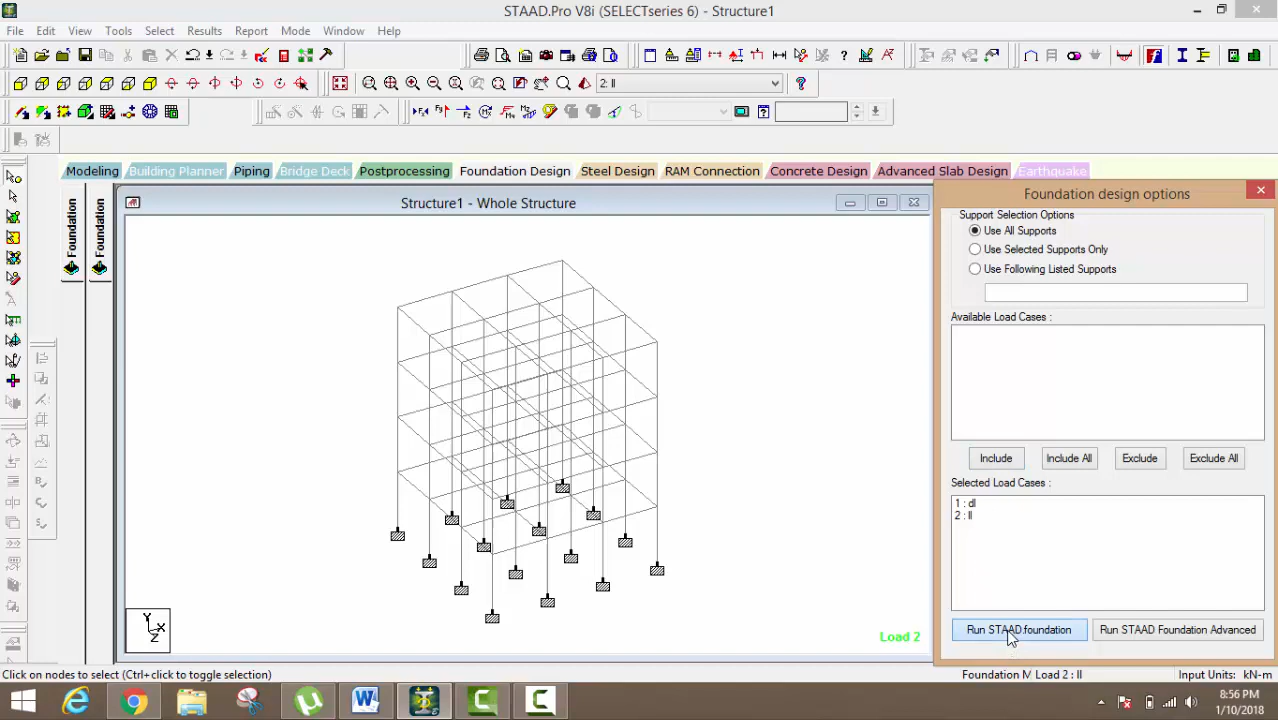 STAAD.Pro V8i (SELECTseries 6) - Structure1
File Edit View Tools Select Results Report Mode Window Help
2: ll
Modeling Building Planner Piping Bridge Deck Postprocessing Foundation Design Steel Design RAM Connection Concrete Design Advanced Slab Design Earthquake
Foundation
Foundation
Structure1 - Whole Structure
Y
X
Z
Load 2
Foundation design options
Support Selection Options
Use All Supports
Use Selected Supports Only
Use Following Listed Supports
Available Load Cases :
Include Include All Exclude Exclude All
Selected Load Cases :
1 : dl
2 : ll
Run STAAD.foundation Run STAAD Foundation Advanced
Click on nodes to select (Ctrl+click to toggle selection) Foundation M Load 2 : ll Input Units: kN-m
8:56 PM
1/10/2018